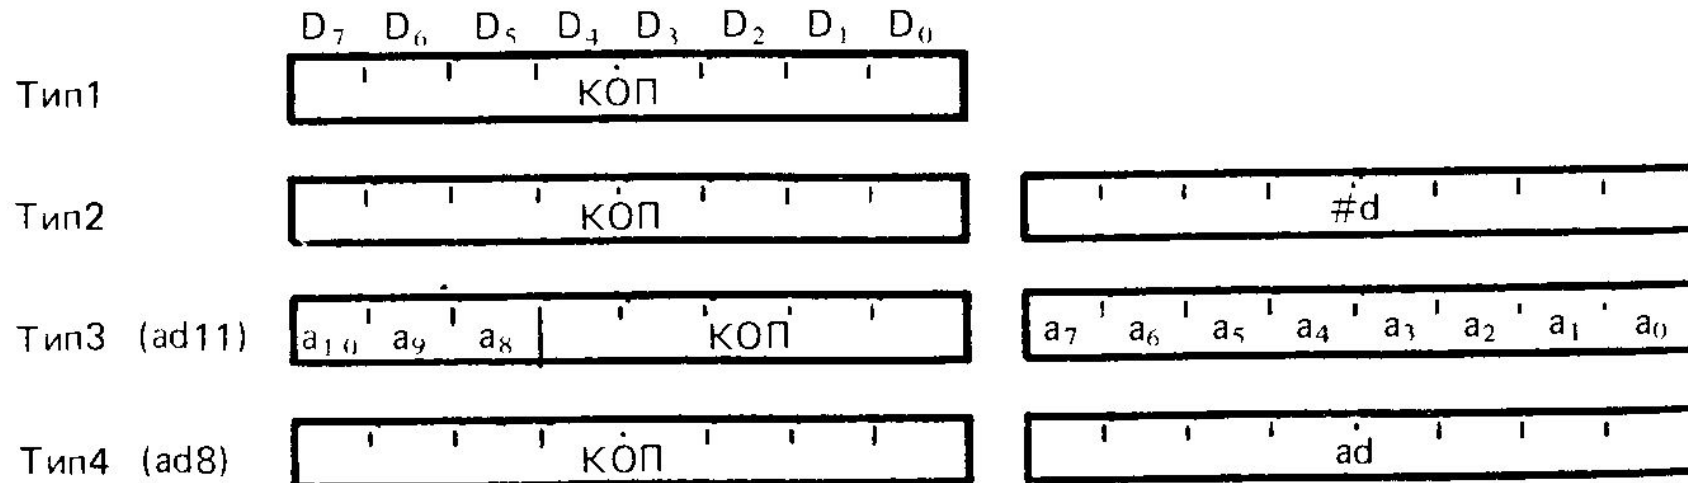 D₇ D₆ D₅ D₄ D₃ D₂ D₁ D₀
Тип1 КОП
Тип2 КОП #d
Тип3 (ad11) a₁₀ a₉ a₈ КОП a₇ a₆ a₅ a₄ a₃ a₂ a₁ a₀
Тип4 (ad8) КОП ad